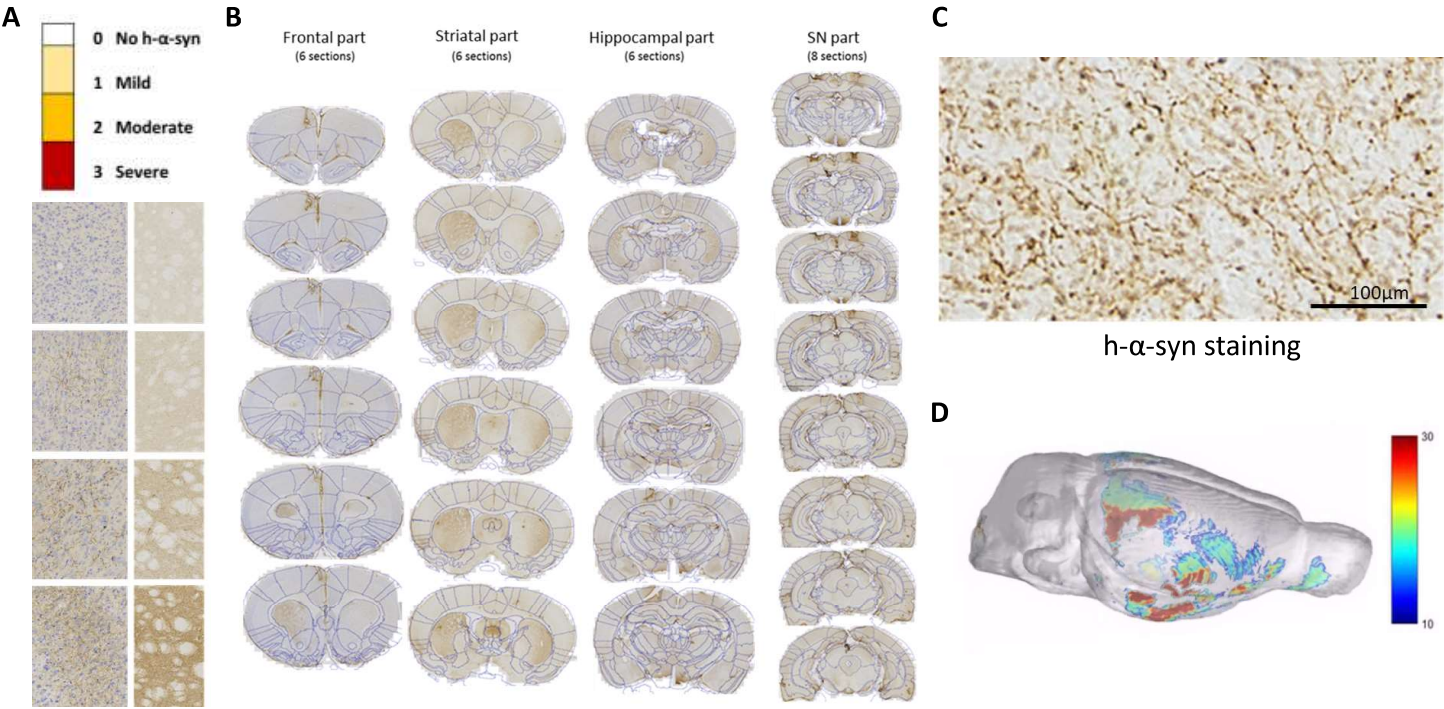 A
0 No h-α-syn
1 Mild
2 Moderate
3 Severe
B
Frontal part
(6 sections)
Striatal part
(6 sections)
Hippocampal part
(6 sections)
SN part
(8 sections)
C
100µm
h-α-syn staining
D
30
10